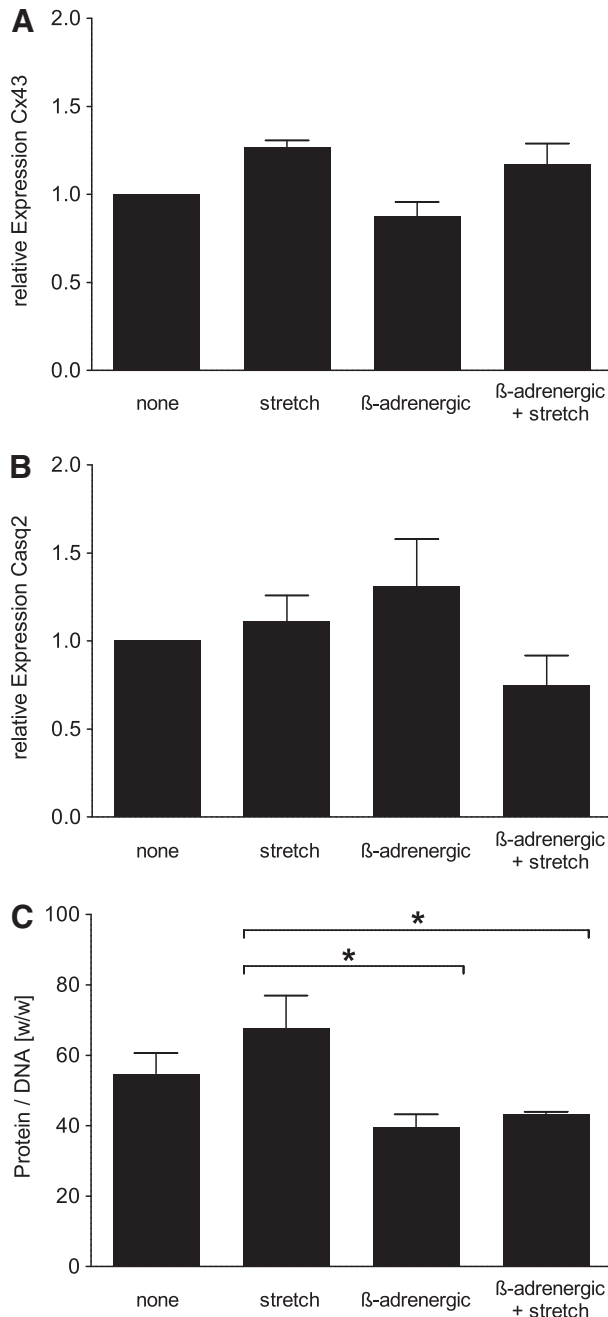 A
relative Expression Cx43
2.0
1.5
1.0
0.5
0.0
none
stretch
ß-adrenergic
ß-adrenergic
+ stretch
B
relative Expression Casq2
2.0
1.5
1.0
0.5
0.0
none
stretch
ß-adrenergic
ß-adrenergic
+ stretch
C
Protein / DNA [w/w]
100
80
60
40
20
0
*
*
none
stretch
ß-adrenergic
ß-adrenergic
+ stretch